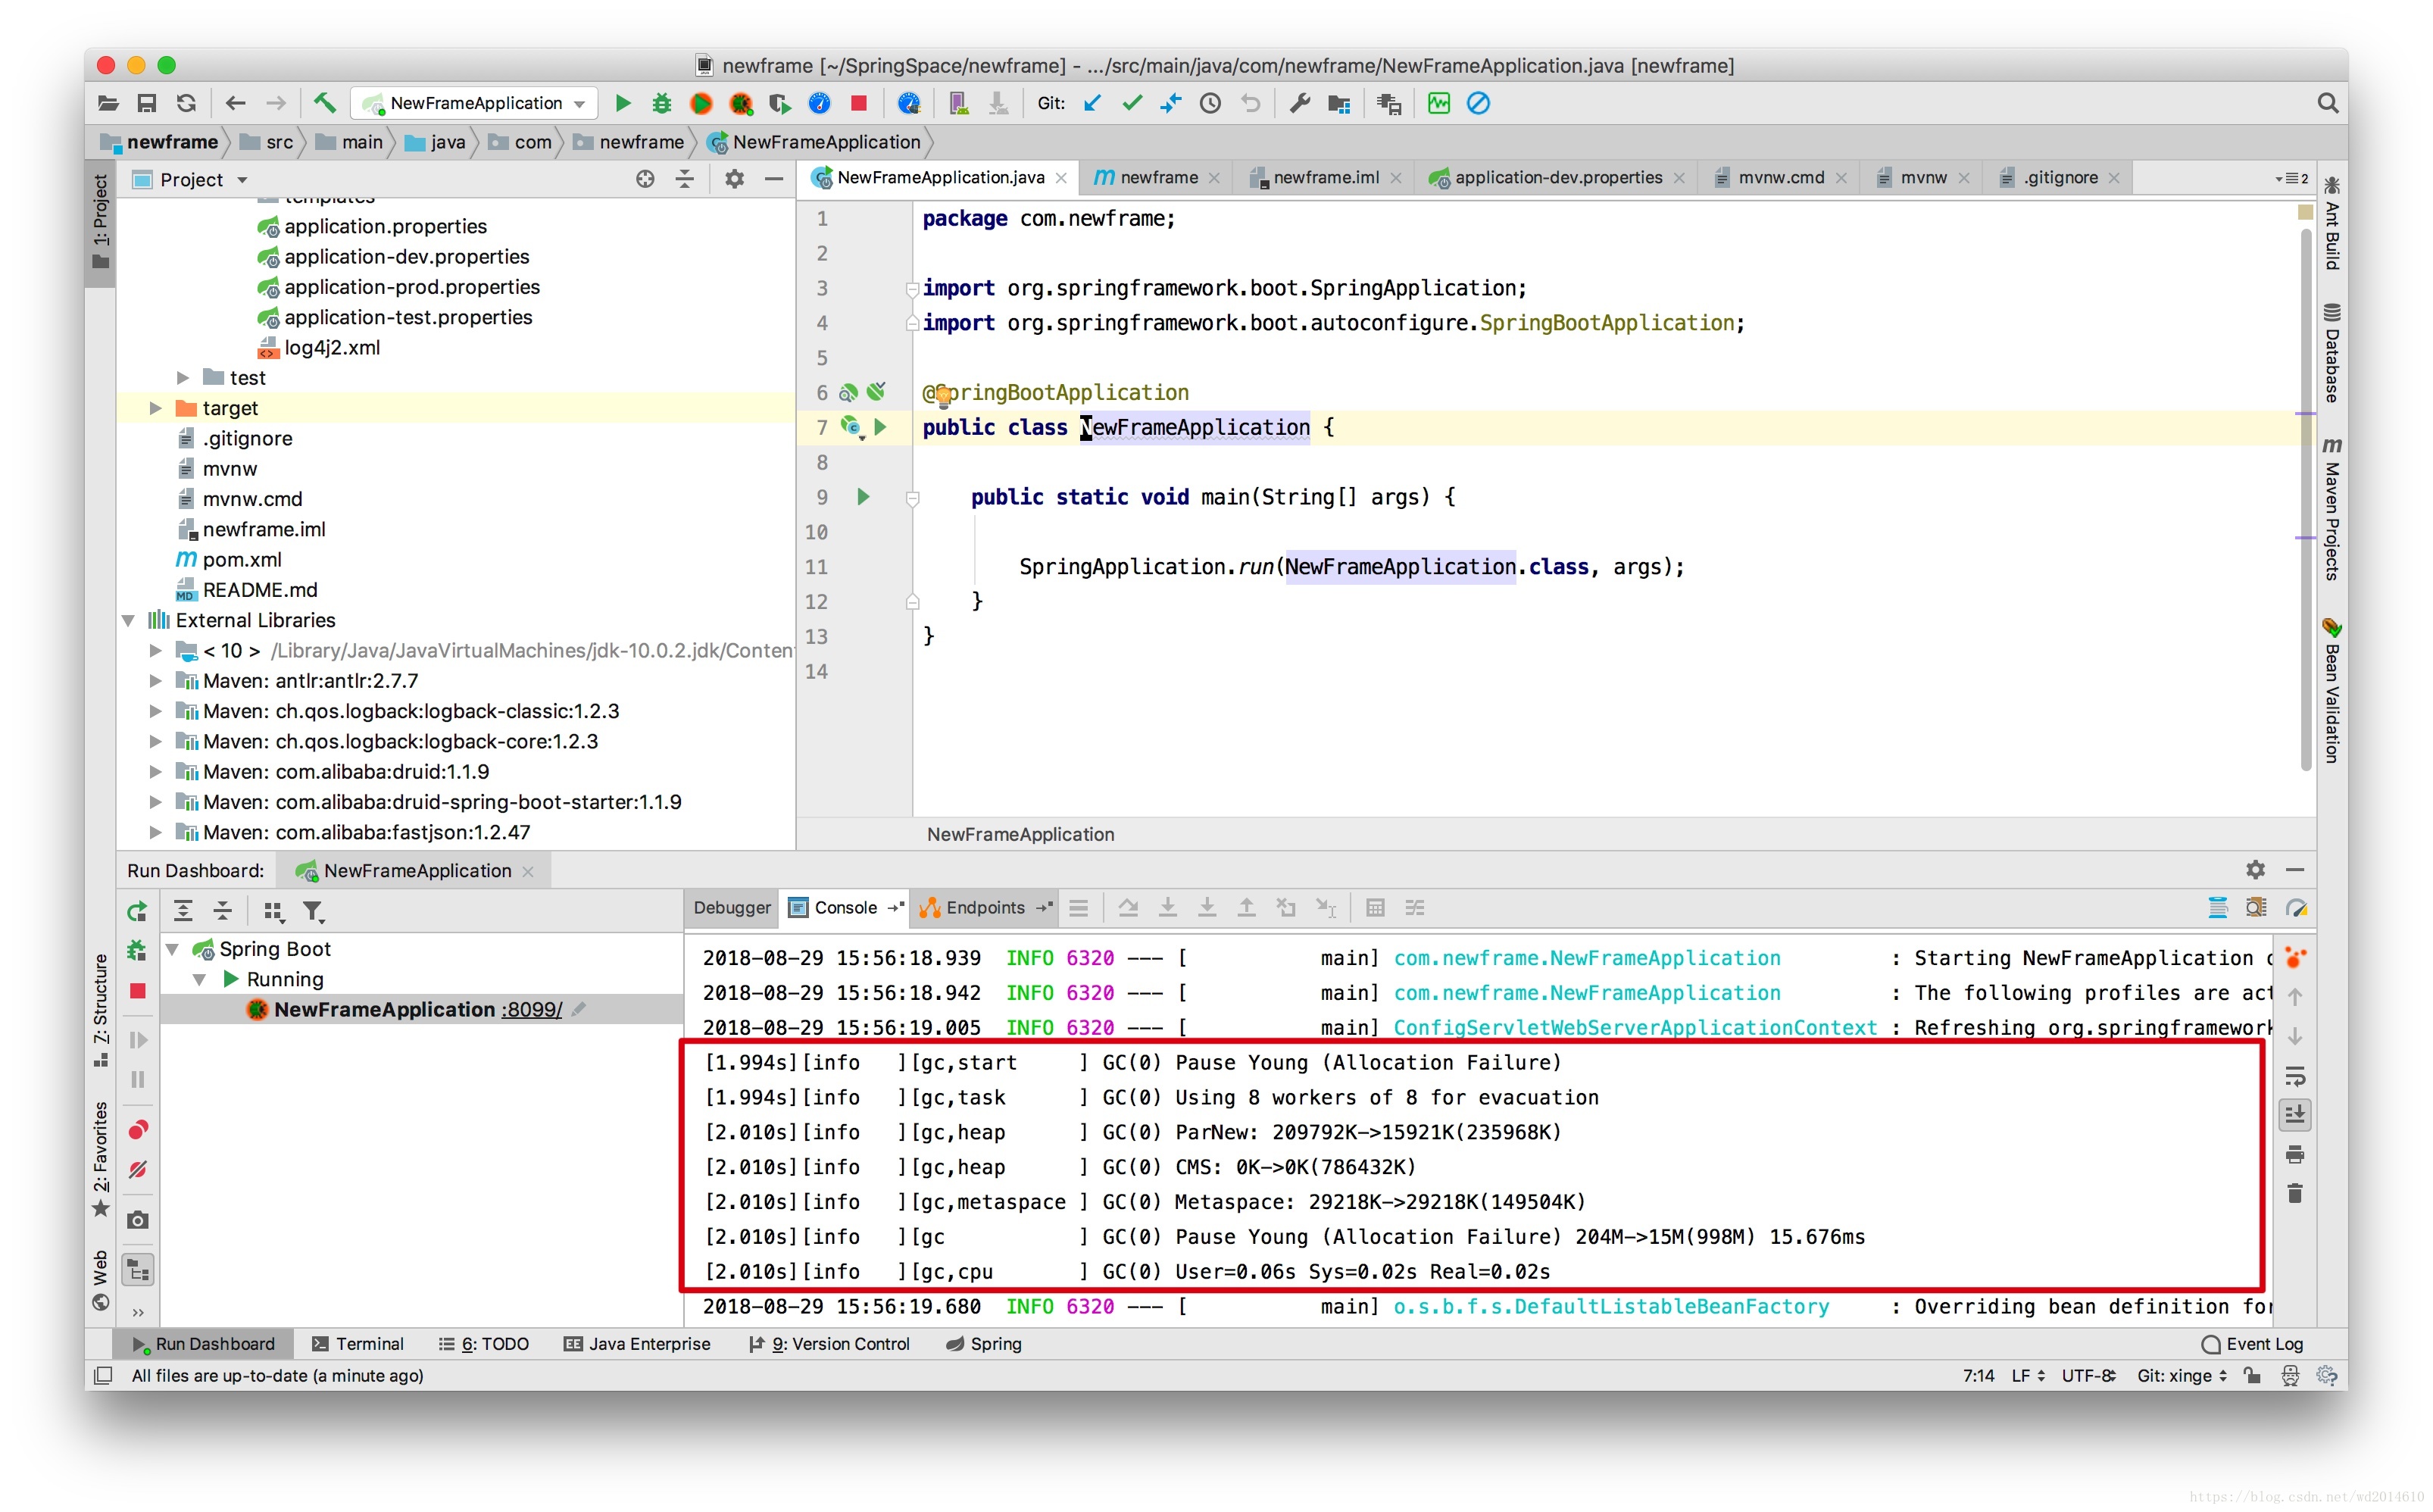 newframe [~/SpringSpace/newframe] - .../src/main/java/com/newframe/NewFrameApplication.java [newframe]
NewFrameApplication
Git:
newframe src main java com newframe NewFrameApplication
1: Project
Project
NewFrameApplication.java newframe newframe.iml application-dev.properties mvnw.cmd mvnw .gitignore 2
templates
application.properties
application-dev.properties
application-prod.properties
application-test.properties
log4j2.xml
test
target
.gitignore
mvnw
mvnw.cmd
newframe.iml
pom.xml
README.md
External Libraries
< 10 > /Library/Java/JavaVirtualMachines/jdk-10.0.2.jdk/Conten
Maven: antlr:antlr:2.7.7
Maven: ch.qos.logback:logback-classic:1.2.3
Maven: ch.qos.logback:logback-core:1.2.3
Maven: com.alibaba:druid:1.1.9
Maven: com.alibaba:druid-spring-boot-starter:1.1.9
Maven: com.alibaba:fastjson:1.2.47
1 package com.newframe;
2
3 import org.springframework.boot.SpringApplication;
4 import org.springframework.boot.autoconfigure.SpringBootApplication;
5
6 @SpringBootApplication
7 public class NewFrameApplication {
8
9 public static void main(String[] args) {
10
11 SpringApplication.run(NewFrameApplication.class, args);
12 }
13 }
14
NewFrameApplication
Ant Build
Database
Maven Projects
Bean Validation
Run Dashboard: NewFrameApplication
Debugger Console Endpoints
Spring Boot
Running
NewFrameApplication :8099/
7: Structure
2: Favorites
Web
2018-08-29 15:56:18.939 INFO 6320 --- [ main] com.newframe.NewFrameApplication : Starting NewFrameApplication
2018-08-29 15:56:18.942 INFO 6320 --- [ main] com.newframe.NewFrameApplication : The following profiles are act
2018-08-29 15:56:19.005 INFO 6320 --- [ main] ConfigServletWebServerApplicationContext : Refreshing org.springframework
[1.994s][info ][gc,start ] GC(0) Pause Young (Allocation Failure)
[1.994s][info ][gc,task ] GC(0) Using 8 workers of 8 for evacuation
[2.010s][info ][gc,heap ] GC(0) ParNew: 209792K->15921K(235968K)
[2.010s][info ][gc,heap ] GC(0) CMS: 0K->0K(786432K)
[2.010s][info ][gc,metaspace ] GC(0) Metaspace: 29218K->29218K(149504K)
[2.010s][info ][gc ] GC(0) Pause Young (Allocation Failure) 204M->15M(998M) 15.676ms
[2.010s][info ][gc,cpu ] GC(0) User=0.06s Sys=0.02s Real=0.02s
2018-08-29 15:56:19.680 INFO 6320 --- [ main] o.s.b.f.s.DefaultListableBeanFactory : Overriding bean definition for
Run Dashboard Terminal 6: TODO Java Enterprise 9: Version Control Spring Event Log
All files are up-to-date (a minute ago) 7:14 LF UTF-8 Git: xinge
https://blog.csdn.net/wd2014610